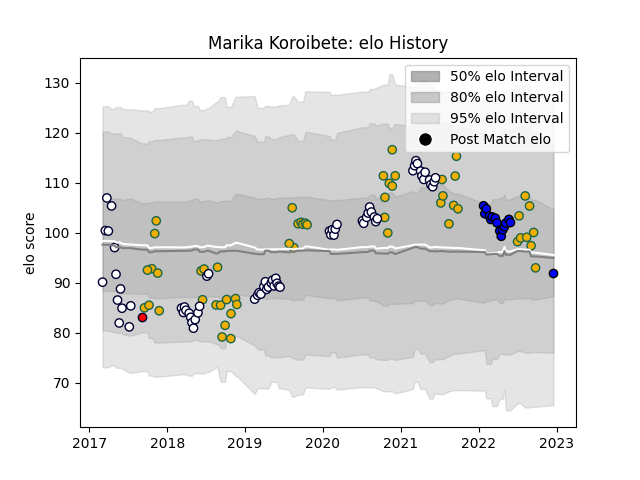 Marika Koroibete: elo History
50% elo Interval
80% elo Interval
95% elo Interval
Post Match elo
elo score
130
120
110
100
90
80
70
2017
2018
2019
2020
2021
2022
2023